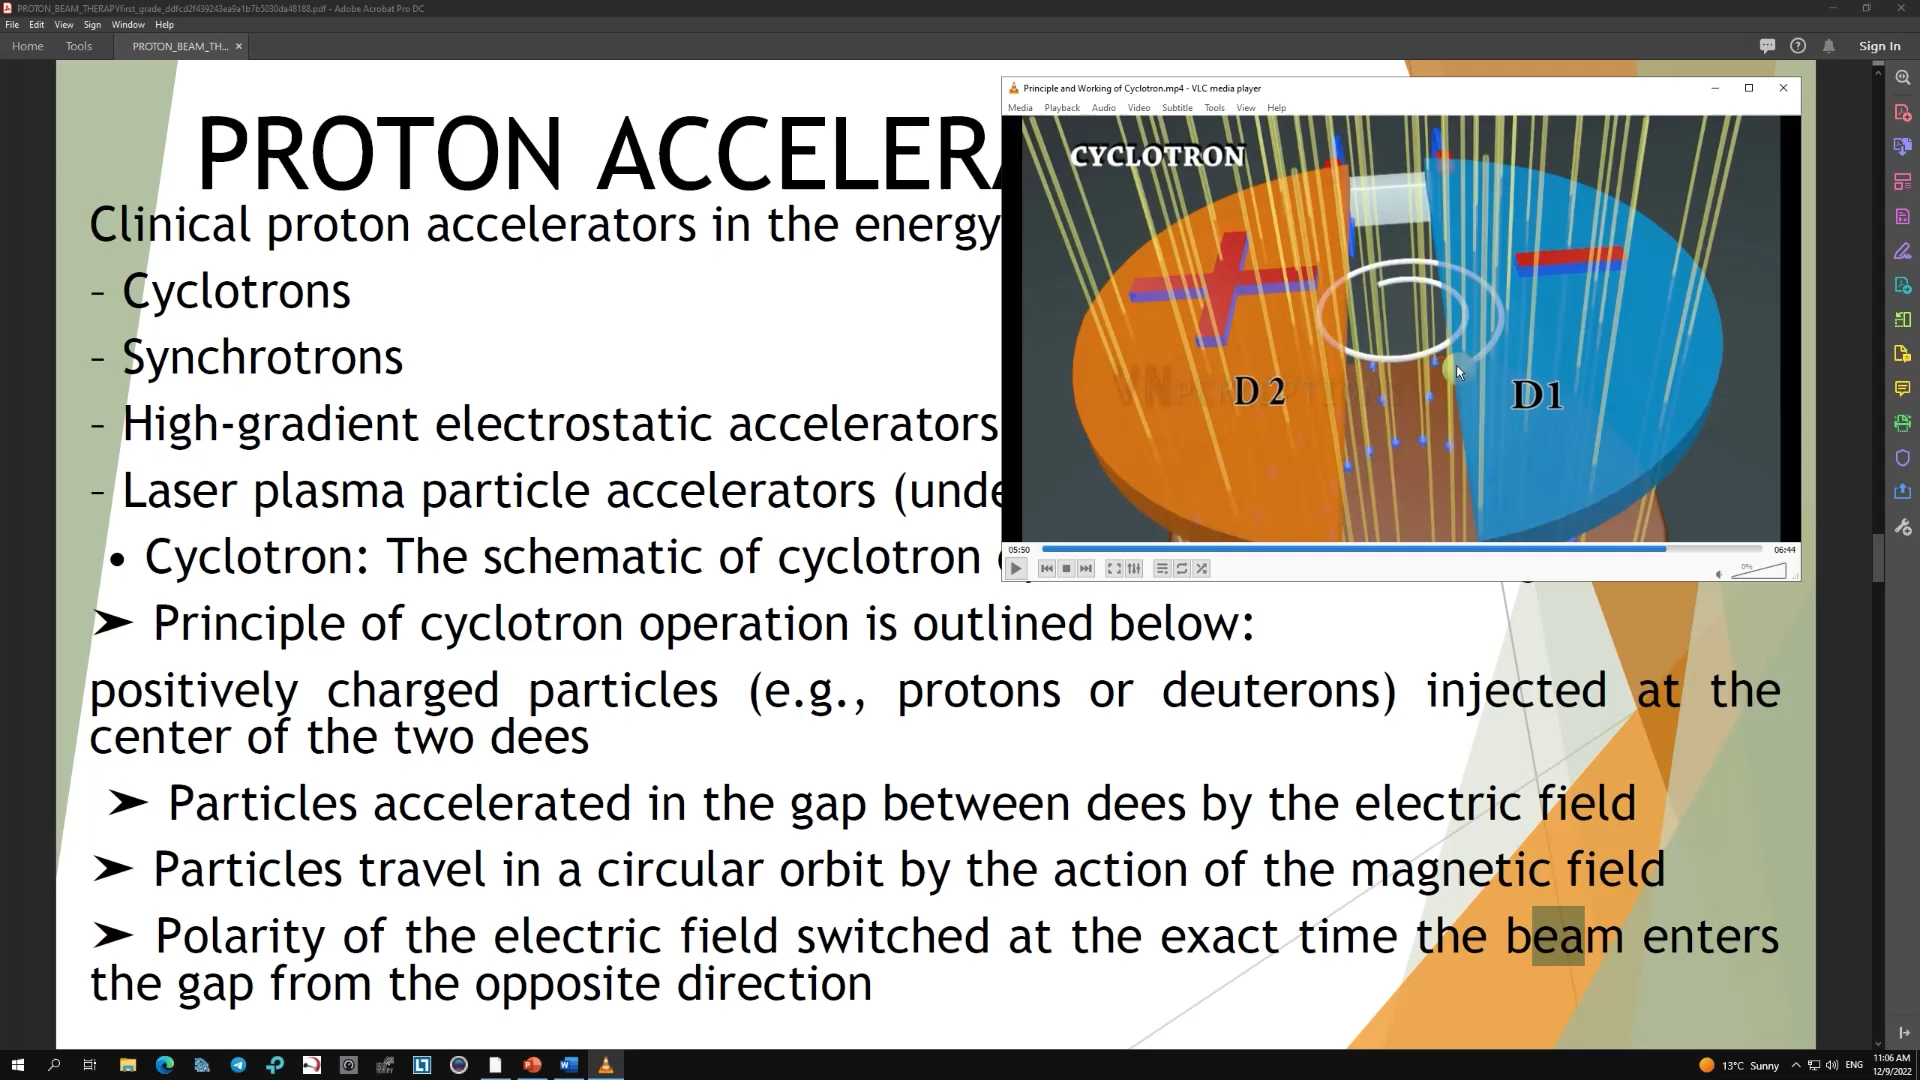 PROTON_BEAM_THERAPYfirst_grade_ddfcd2f439243ea9a1b7b5030da48188.pdf - Adobe Acrobat Pro DC
File Edit View Sign Window Help
Home Tools PROTON_BEAM_TH... × Sign In
PROTON ACCELERA
Clinical proton accelerators in the energy
- Cyclotrons
- Synchrotrons
- High-gradient electrostatic accelerators
- Laser plasma particle accelerators (unde
• Cyclotron: The schematic of cyclotron
➤ Principle of cyclotron operation is outlined below:
positively charged particles (e.g., protons or deuterons) injected at the
center of the two dees
➤ Particles accelerated in the gap between dees by the electric field
➤ Particles travel in a circular orbit by the action of the magnetic field
➤ Polarity of the electric field switched at the exact time the beam enters
the gap from the opposite direction
Principle and Working of Cyclotron.mp4 - VLC media player
Media Playback Audio Video Subtitle Tools View Help
CYCLOTRON
D2 D1
05:50 06:44
0%
13°C Sunny ENG 11:06 AM
12/9/2022